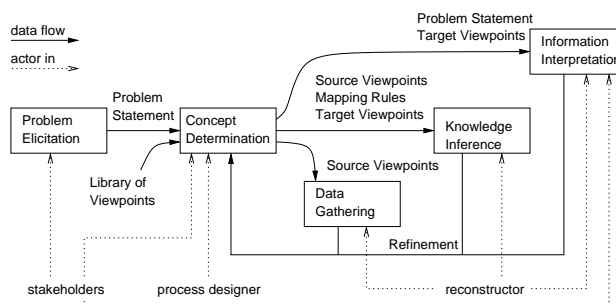 data flow
actor in
Problem Statement
Target Viewpoints
Information
Interpretation
Source Viewpoints
Mapping Rules
Target Viewpoints
Problem
Statement
Problem
Elicitation
Concept
Determination
Knowledge
Inference
Library of
Viewpoints
Source Viewpoints
Data
Gathering
Refinement
stakeholders
process designer
reconstructor